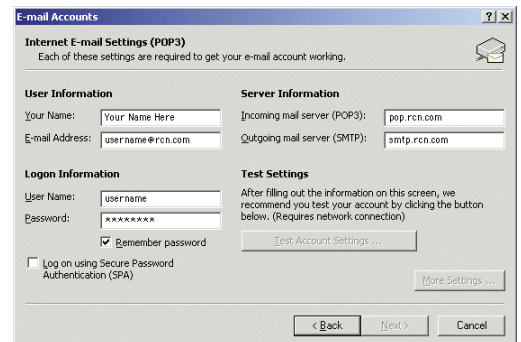 E-mail Accounts
Internet E-mail Settings (POP3)
Each of these settings are required to get your e-mail account working.
User Information
Your Name: Your Name Here
E-mail Address: username@rcn.com
Server Information
Incoming mail server (POP3): pop.rcn.com
Outgoing mail server (SMTP): smtp.rcn.com
Logon Information
User Name: username
Password: ********
Remember password
Log on using Secure Password
Authentication (SPA)
Test Settings
After filling out the information on this screen, we
recommend you test your account by clicking the button
below. (Requires network connection)
Test Account Settings ...
More Settings ...
< Back
Next >
Cancel